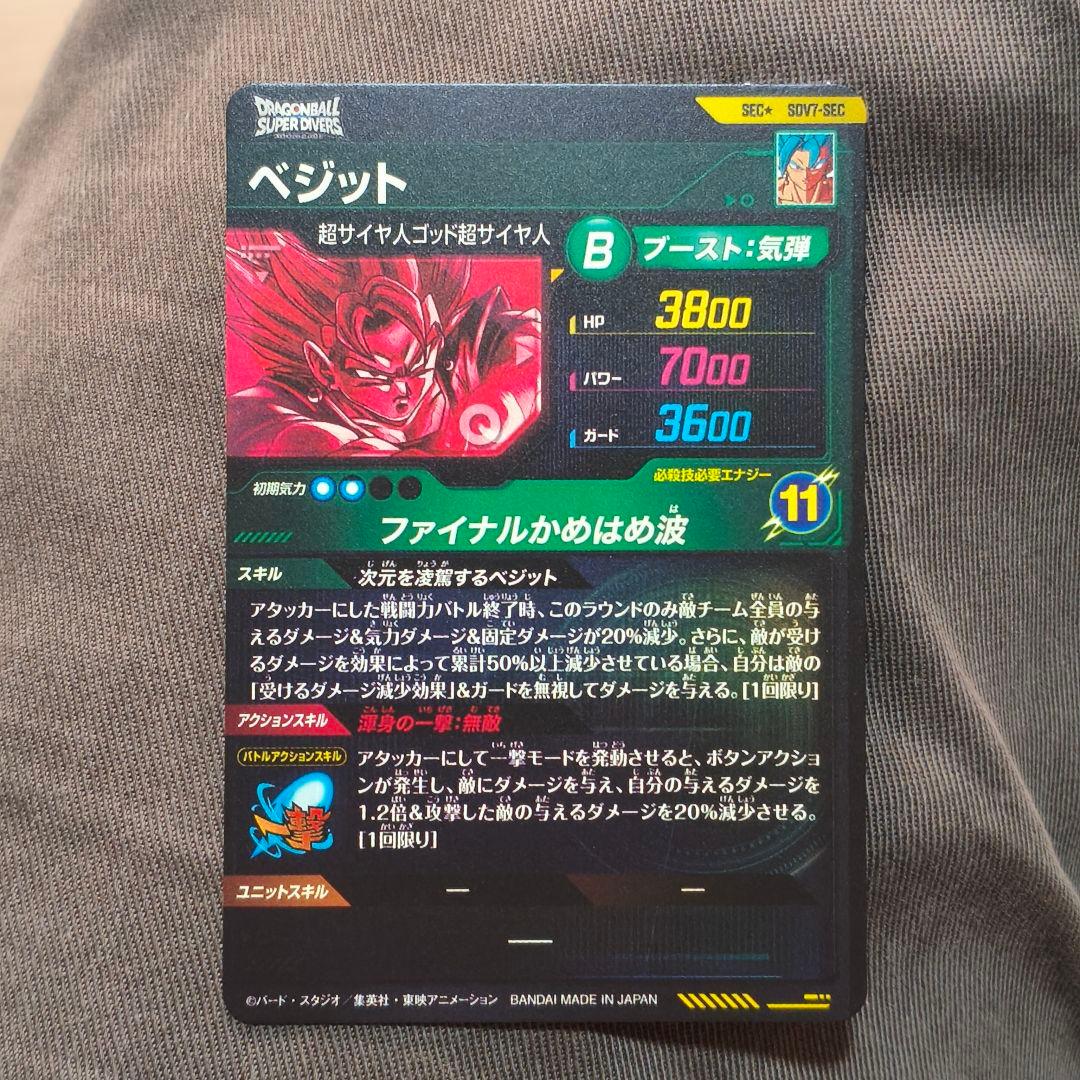 DRAGONBALL
SUPER DIVERS
SEC★ SDV7-SEC
ベジット
超サイヤ人ゴッド超サイヤ人
B ブースト:気弾
HP 3800
パワー 7000
ガード 3600
初期気力
必殺技必要エナジー
11
ファイナルかめはめ波
スキル 次元を凌駕するベジット
アタッカーにした戦闘力バトル終了時、このラウンドのみ敵チーム全員の与
えるダメージ&気力ダメージ&固定ダメージが20%減少。さらに、敵が受け
るダメージを効果によって累計50%以上減少させている場合、自分は敵の
「受けるダメージ減少効果」&ガードを無視してダメージを与える。[1回限り]
アクションスキル 渾身の一撃:無敵
バトルアクションスキル
一撃
アタッカーにして一撃モードを発動させると、ボタンアクショ
ンが発生し、敵にダメージを与え、自分の与えるダメージを
1.2倍&攻撃した敵の与えるダメージを20%減少させる。
[1回限り]
ユニットスキル ー ー
ー
©バード・スタジオ/集英社・東映アニメーション BANDAI MADE IN JAPAN